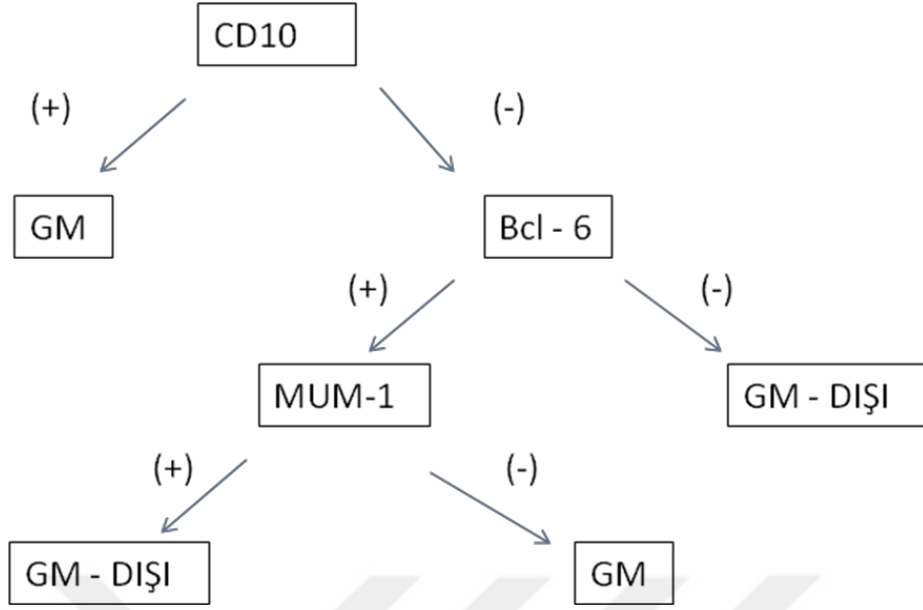 CD10
(+)
(-)
GM
Bcl - 6
(+)
(-)
MUM-1
GM - DIŞI
(+)
(-)
GM - DIŞI
GM